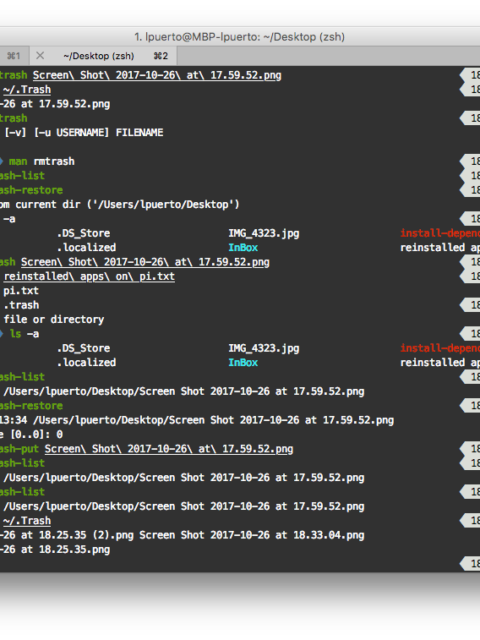 1. lpuerto@MBP-lpuerto: ~/Desktop (zsh)
⌘1 × ~/Desktop (zsh) ⌘2
trash Screen\ Shot\ 2017-10-26\ at\ 17.59.52.png 18
~/.Trash 18
-26 at 17.59.52.png
trash 18
[-v] [-u USERNAME] FILENAME
man rmtrash 18
ash-list 18
ash-restore 18
om current dir ('/Users/lpuerto/Desktop')
-a 18
.DS_Store IMG_4323.jpg install-depend
.localized InBox reinstalled ap
ash Screen\ Shot\ 2017-10-26\ at\ 17.59.52.png 18
reinstalled\ apps\ on\ pi.txt 18
pi.txt
.trash 18
file or directory
ls -a 18
.DS_Store IMG_4323.jpg install-depend
.localized InBox reinstalled ap
ash-list 18
/Users/lpuerto/Desktop/Screen Shot 2017-10-26 at 17.59.52.png
ash-restore 18
13:34 /Users/lpuerto/Desktop/Screen Shot 2017-10-26 at 17.59.52.png
e [0..0]: 0
ash-put Screen\ Shot\ 2017-10-26\ at\ 17.59.52.png 18
ash-list 18
/Users/lpuerto/Desktop/Screen Shot 2017-10-26 at 17.59.52.png
ash-list 18
/Users/lpuerto/Desktop/Screen Shot 2017-10-26 at 17.59.52.png
~/.Trash 18
-26 at 18.25.35 (2).png Screen Shot 2017-10-26 at 18.33.04.png
-26 at 18.25.35.png
18